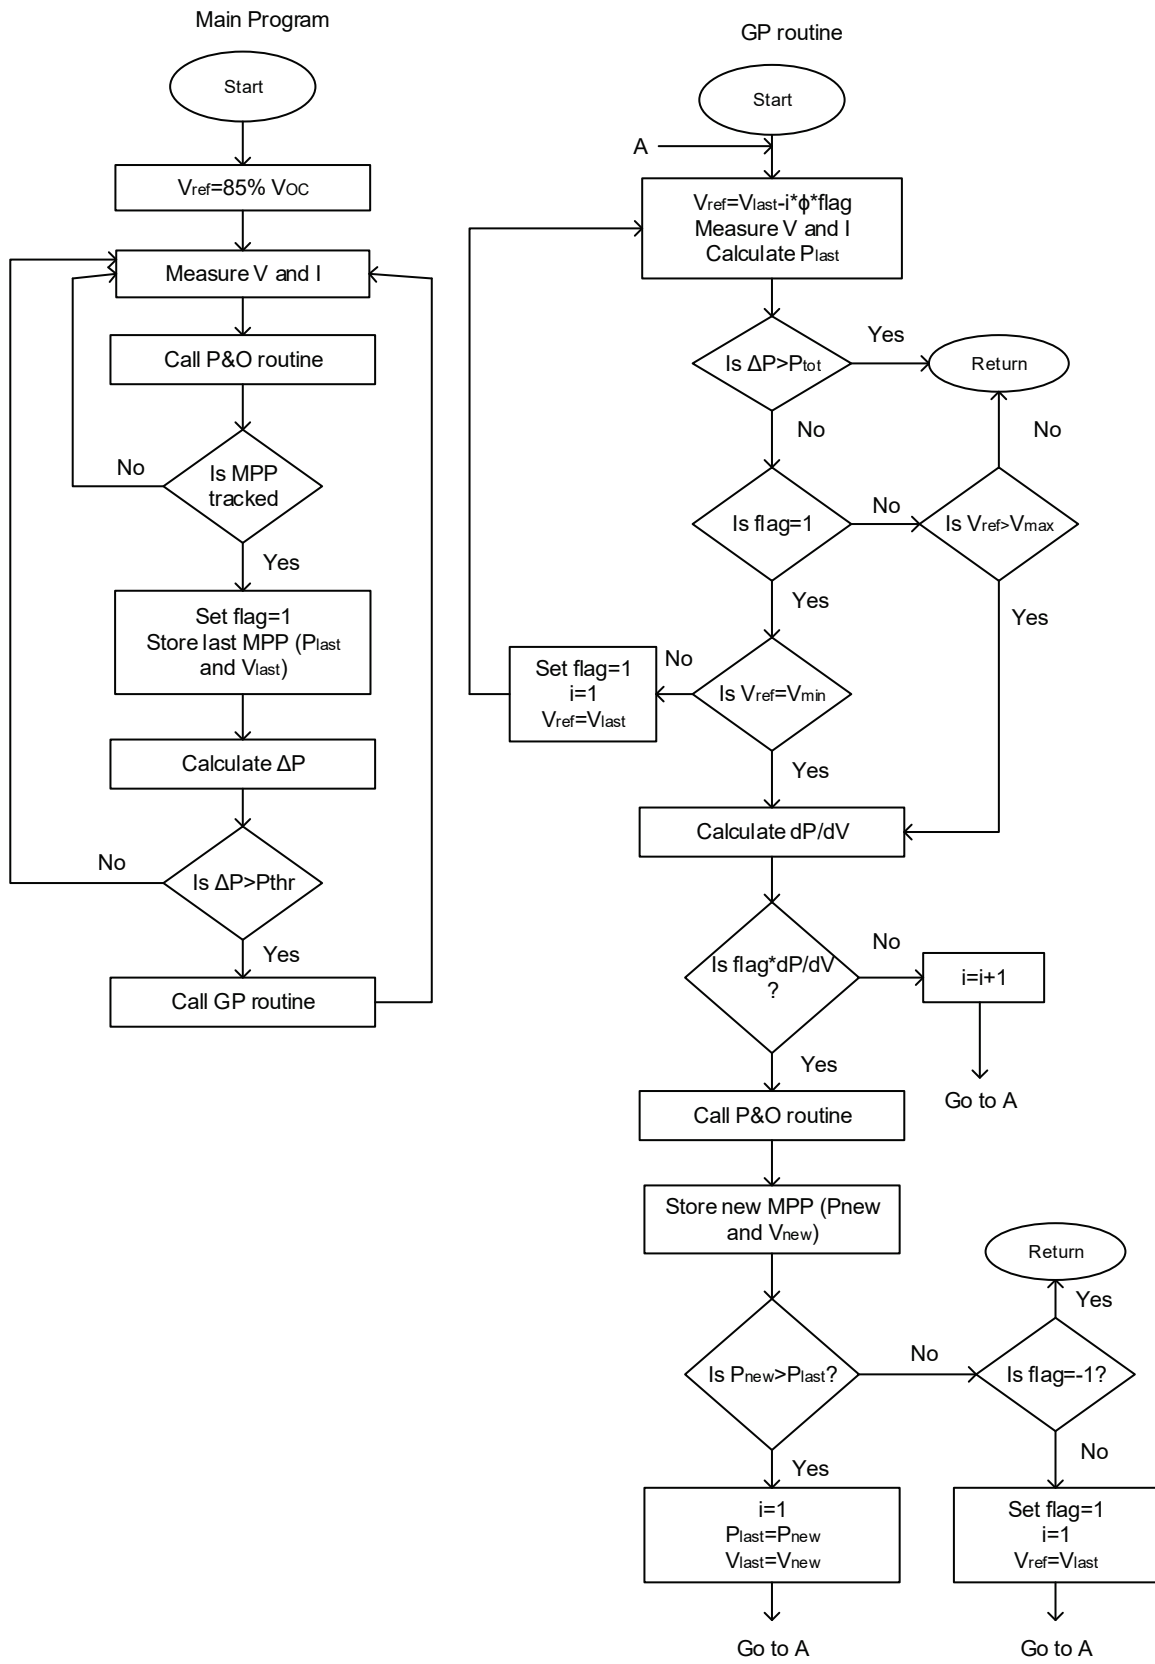 Main Program
Start
Vref=85% VOC
Measure V and I
Call P&O routine
Is MPP
tracked
No
Yes
Set flag=1
Store last MPP (Plast
and Vlast)
Calculate ΔP
Is ΔP>Pthr
No
Yes
Call GP routine
GP routine
Start
A
Vref=Vlast-i*ϕ*flag
Measure V and I
Calculate Plast
Is ΔP>Ptot
Yes
Return
No
No
Is flag=1
No
Is Vref>Vmax
Yes
Yes
Set flag=1
i=1
Vref=Vlast
No
Is Vref=Vmin
Yes
Calculate dP/dV
Is flag*dP/dV
?
No
i=i+1
Go to A
Yes
Call P&O routine
Store new MPP (Pnew
and Vnew)
Return
Yes
Is Pnew>Plast?
No
Is flag=-1?
Yes
No
i=1
Plast=Pnew
Vlast=Vnew
Set flag=1
i=1
Vref=Vlast
Go to A
Go to A